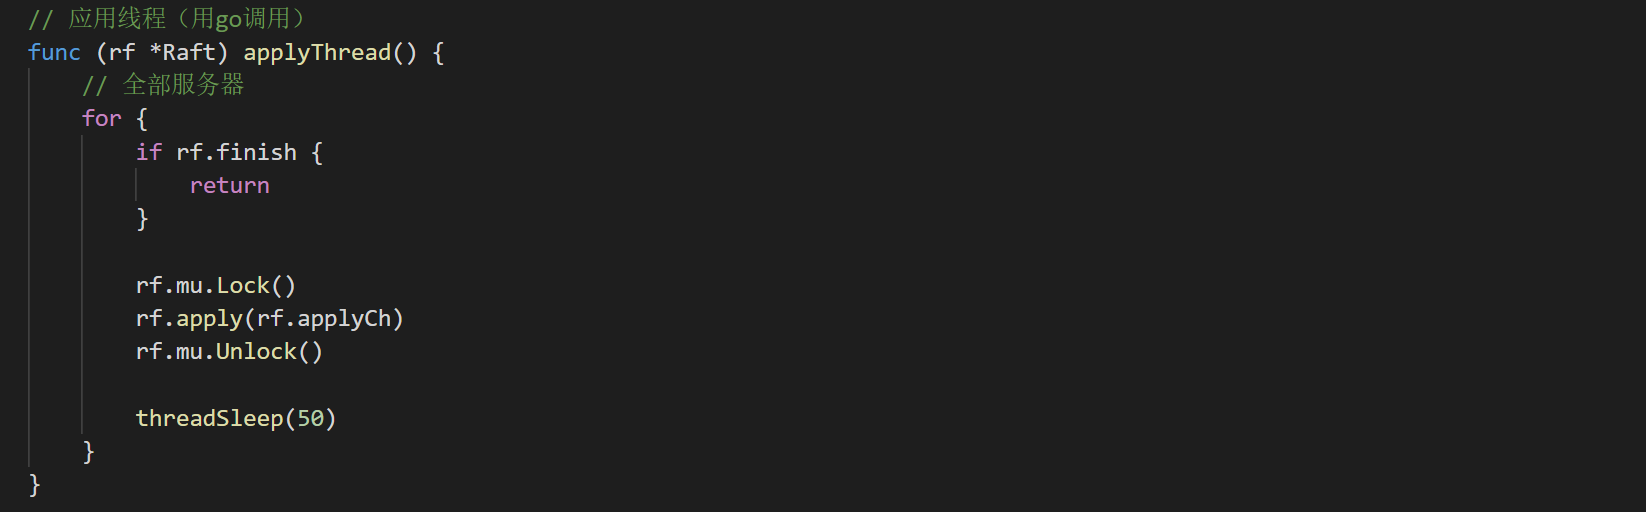 // 应用线程（用go调用）
func (rf *Raft) applyThread() {
    // 全部服务器
    for {
        if rf.finish {
            return
        }

        rf.mu.Lock()
        rf.apply(rf.applyCh)
        rf.mu.Unlock()

        threadSleep(50)
    }
}